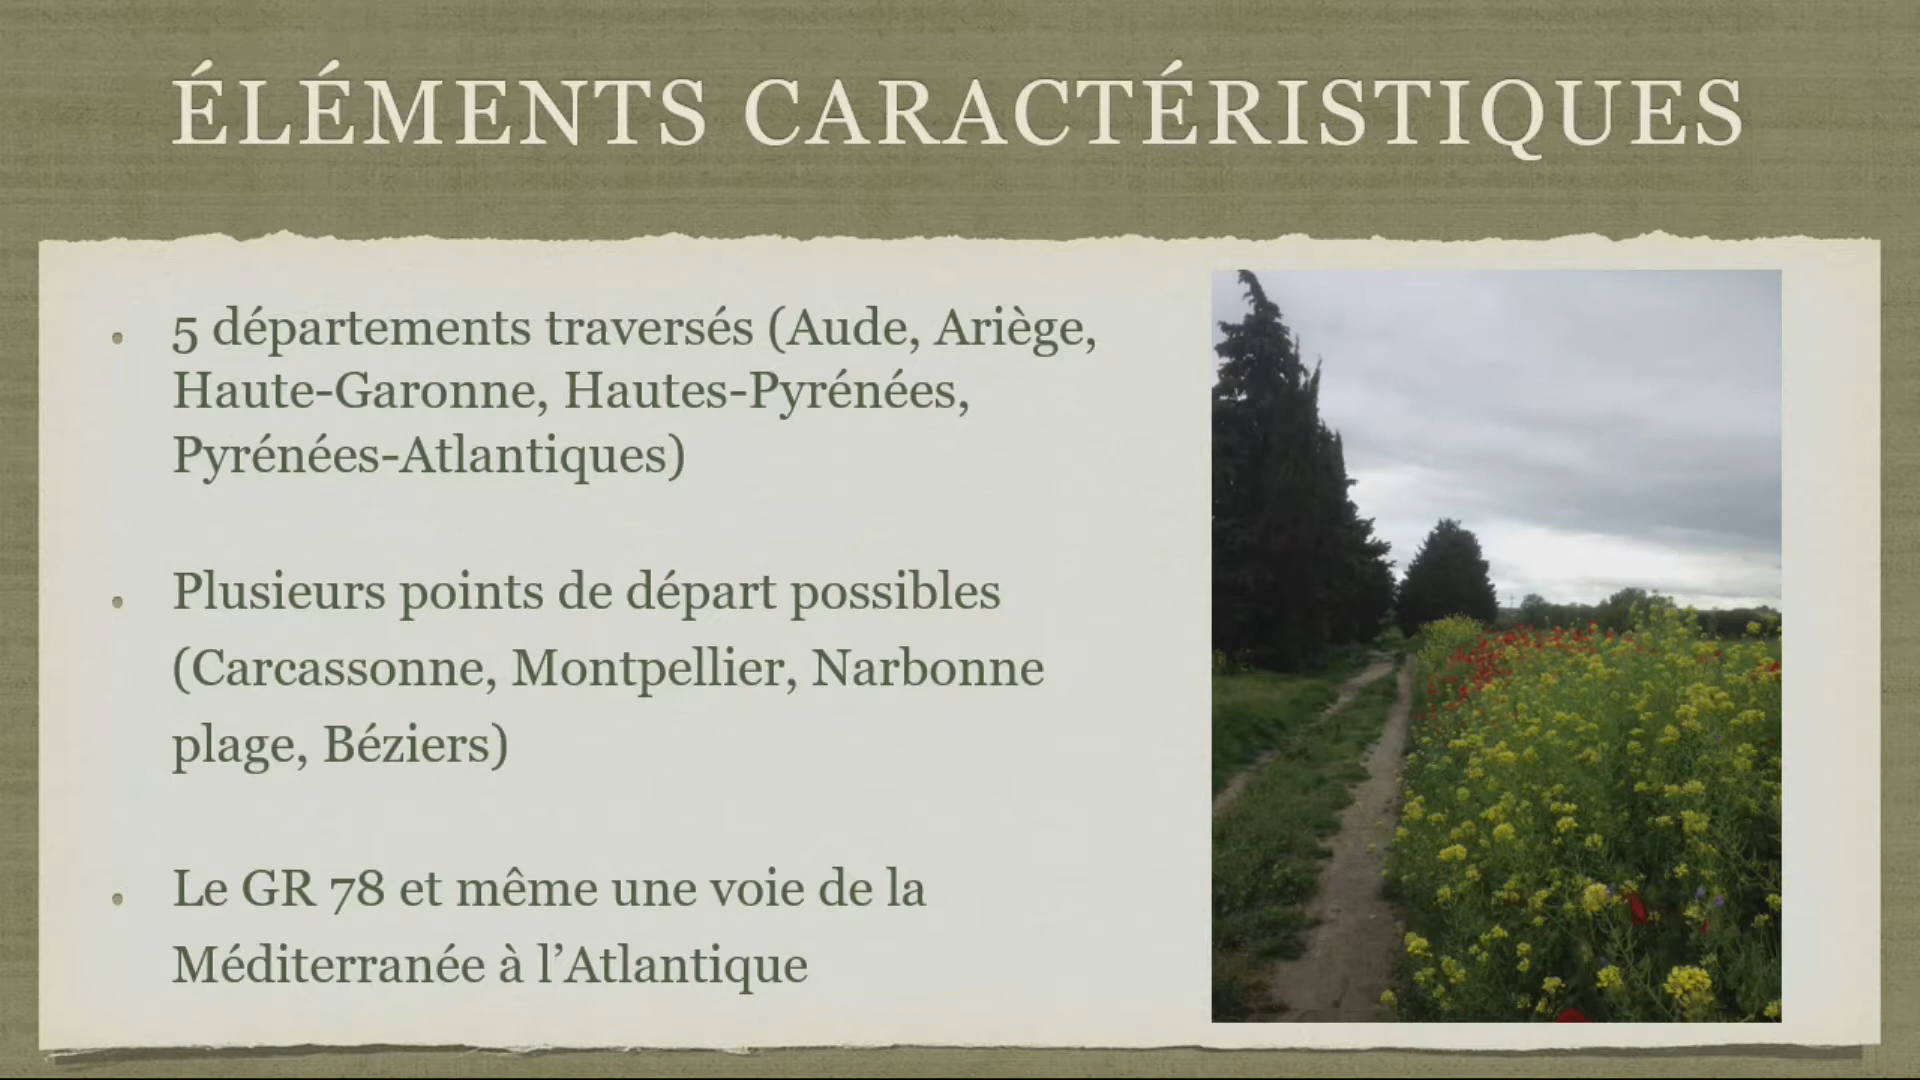 ÉLÉMENTS CARACTÉRISTIQUES
5 départements traversés (Aude, Ariège,
Haute-Garonne, Hautes-Pyrénées,
Pyrénées-Atlantiques)
Plusieurs points de départ possibles
(Carcassonne, Montpellier, Narbonne
plage, Béziers)
Le GR 78 et même une voie de la
Méditerranée à l’Atlantique